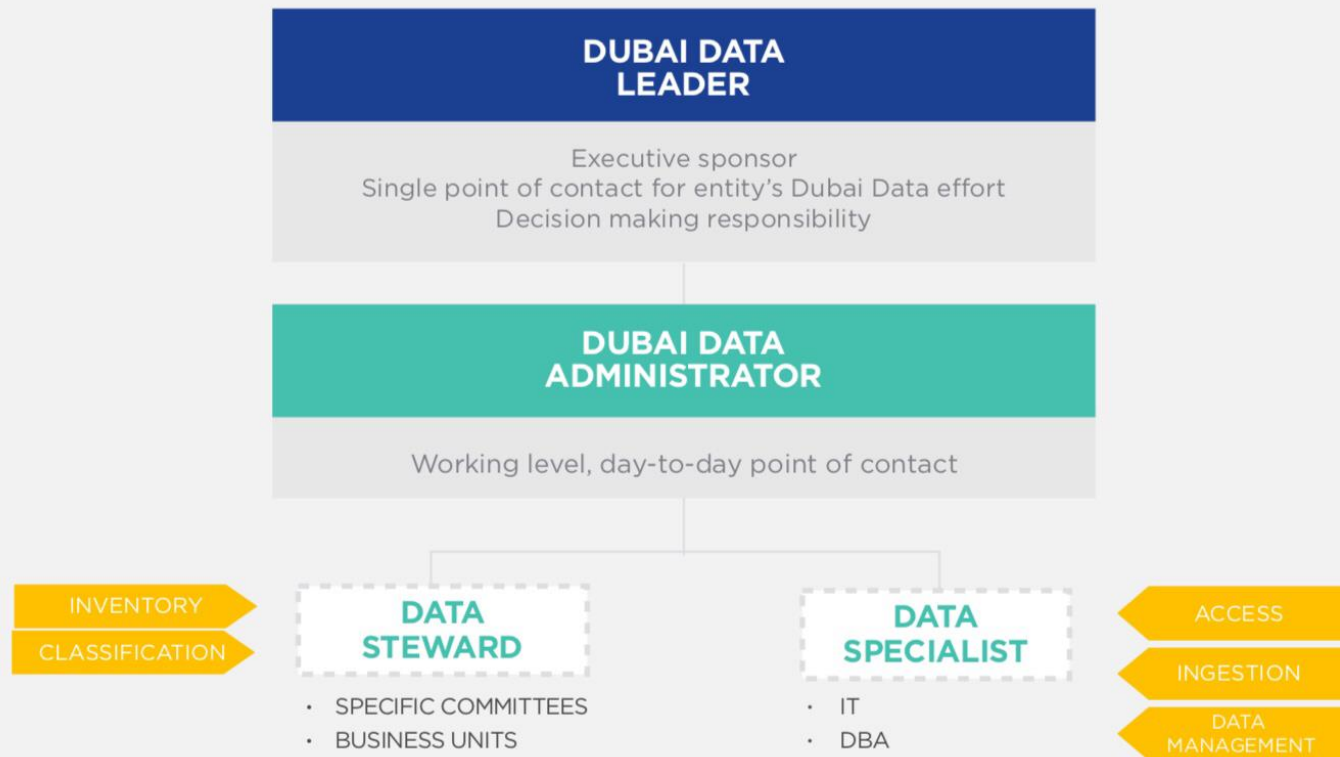 DUBAI DATA
LEADER
Executive sponsor
Single point of contact for entity's Dubai Data effort
Decision making responsibility
DUBAI DATA
ADMINISTRATOR
Working level, day-to-day point of contact
INVENTORY
CLASSIFICATION
DATA
STEWARD
• SPECIFIC COMMITTEES
• BUSINESS UNITS
DATA
SPECIALIST
• IT
• DBA
ACCESS
INGESTION
DATA
MANAGEMENT